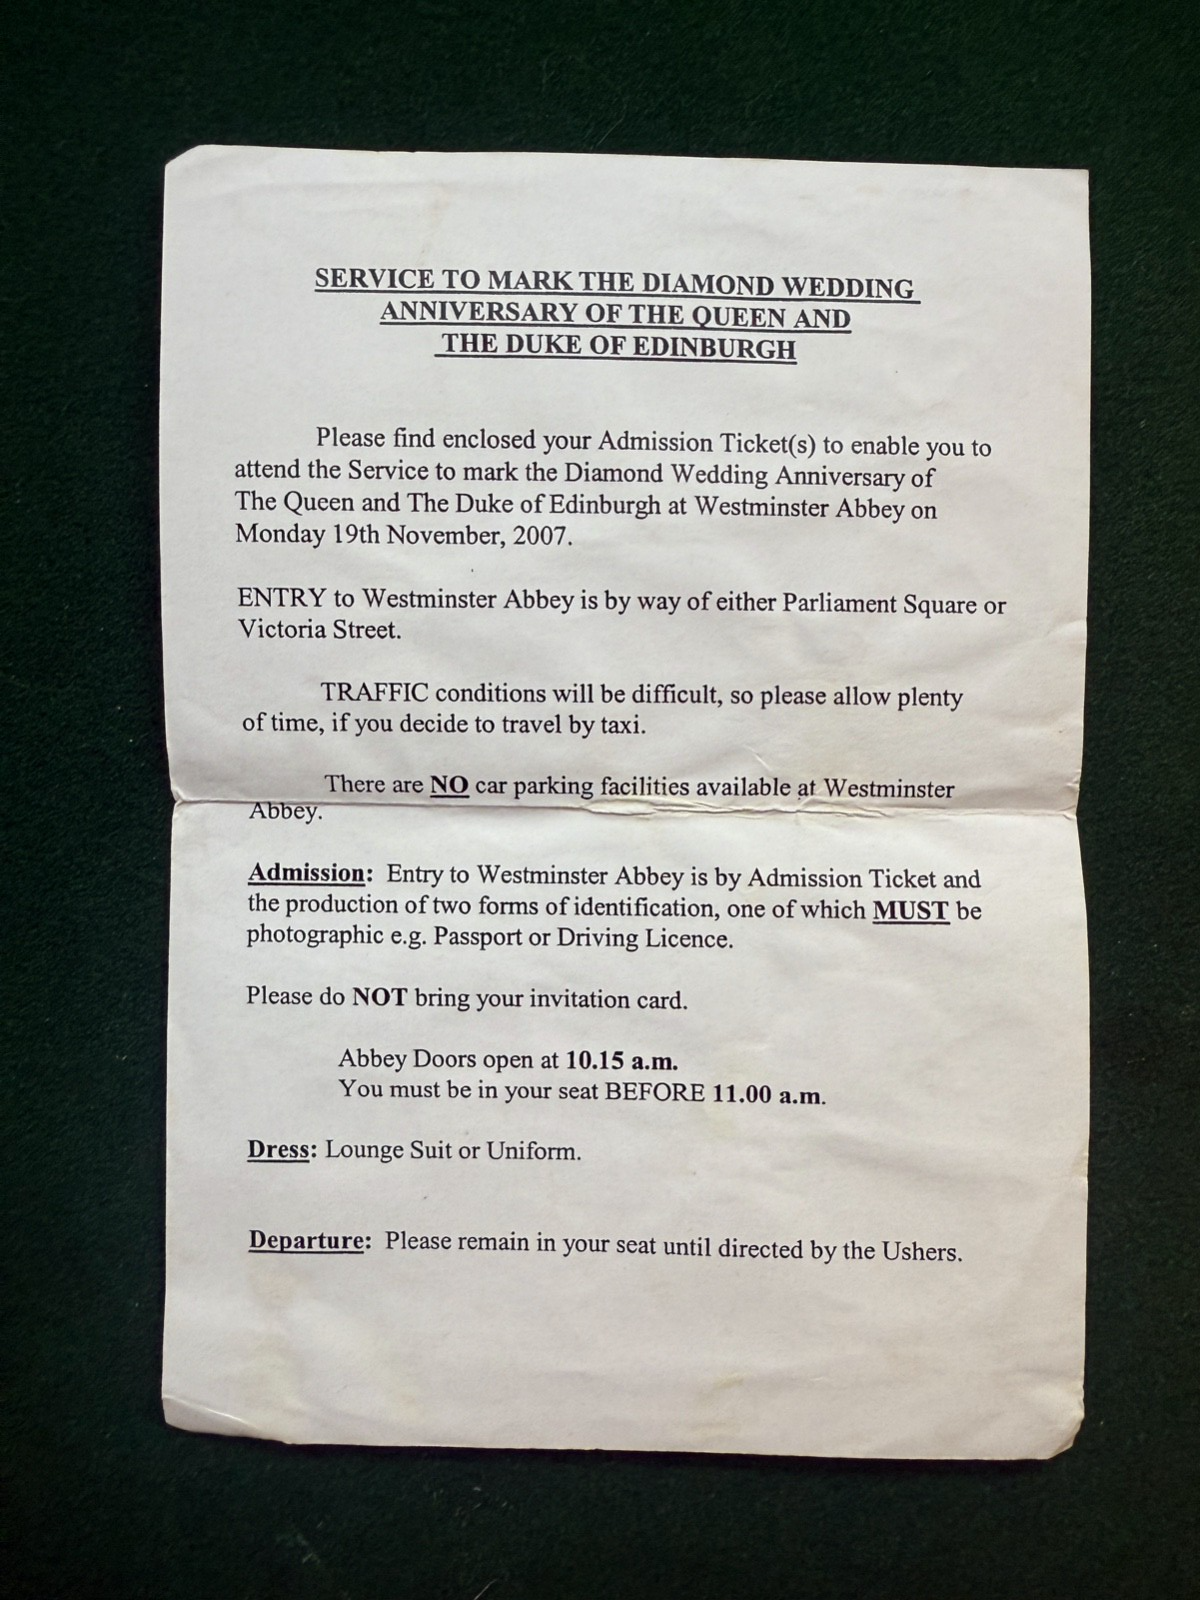 SERVICE TO MARK THE DIAMOND WEDDING
ANNIVERSARY OF THE QUEEN AND
THE DUKE OF EDINBURGH
Please find enclosed your Admission Ticket(s) to enable you to
attend the Service to mark the Diamond Wedding Anniversary of
The Queen and The Duke of Edinburgh at Westminster Abbey on
Monday 19th November, 2007.
ENTRY to Westminster Abbey is by way of either Parliament Square or
Victoria Street.
TRAFFIC conditions will be difficult, so please allow plenty
of time, if you decide to travel by taxi.
There are NO car parking facilities available at Westminster
Abbey.
Admission: Entry to Westminster Abbey is by Admission Ticket and
the production of two forms of identification, one of which MUST be
photographic e.g. Passport or Driving Licence.
Please do NOT bring your invitation card.
Abbey Doors open at 10.15 a.m.
You must be in your seat BEFORE 11.00 a.m.
Dress: Lounge Suit or Uniform.
Departure: Please remain in your seat until directed by the Ushers.